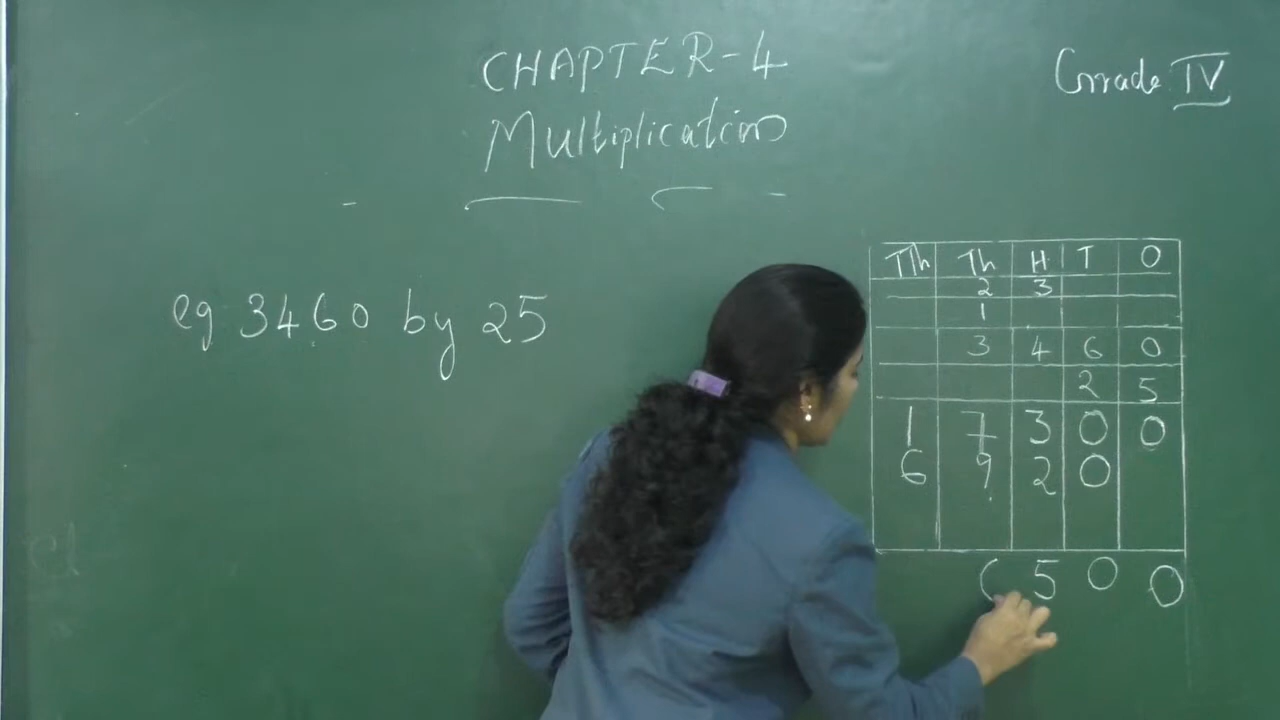 CHAPTER-4
Multiplication
Grade IV
eg 3460 by 25
TTh Th H T O
2 3
1
3 4 6 0
2 5
1 7 3 0 0
6 9 2 0
5 0 0